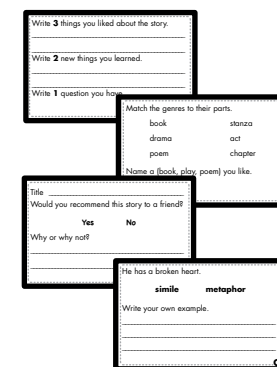 Write 3 things you liked about the story.
Write 2 new things you learned.
Write 1 question you have
Match the genres to their parts.
book stanza
drama act
poem chapter
Name a (book, play, poem) you like.
Title
Would you recommend this story to a friend?
Yes No
Why or why not?
He has a broken heart.
simile metaphor
Write your own example.